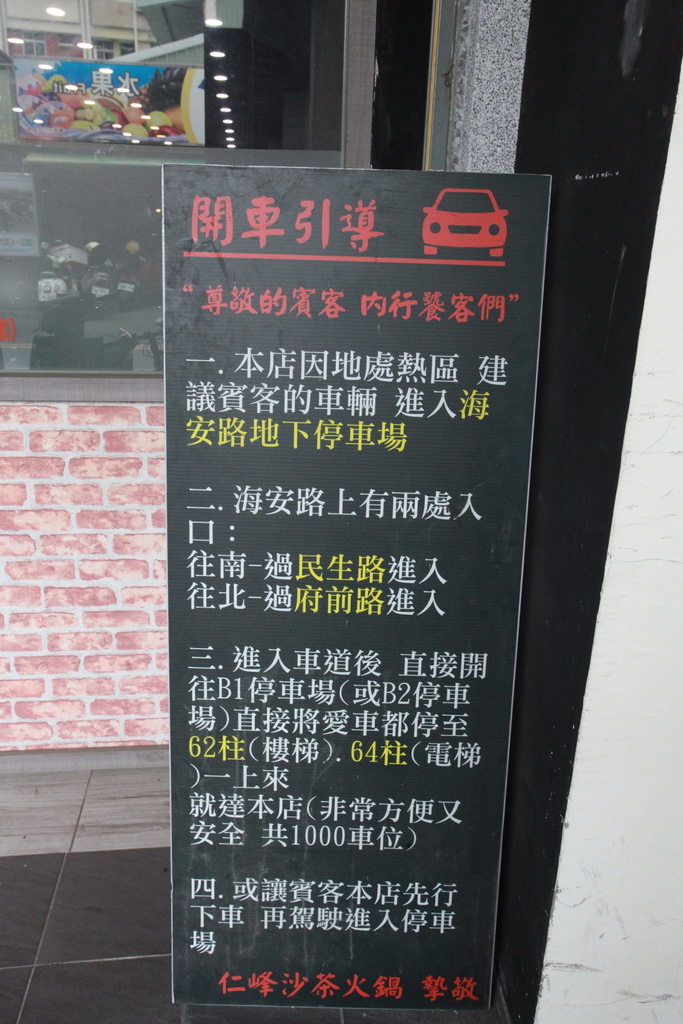 水果 Fruit
開車引導
“尊敬的賓客 內行饕客們”
一.本店因地處熱區 建
議賓客的車輛 進入海
安路地下停車場
二.海安路上有兩處入
口：
往南-過民生路進入
往北-過府前路進入
三.進入車道後 直接開
往B1停車場(或B2停車
場)直接將愛車都停至
62柱(樓梯).64柱(電梯
)一上來
就達本店(非常方便又
安全 共1000車位)
四.或讓賓客本店先行
下車 再駕駛進入停車
場
仁峰沙茶火鍋 摯敬